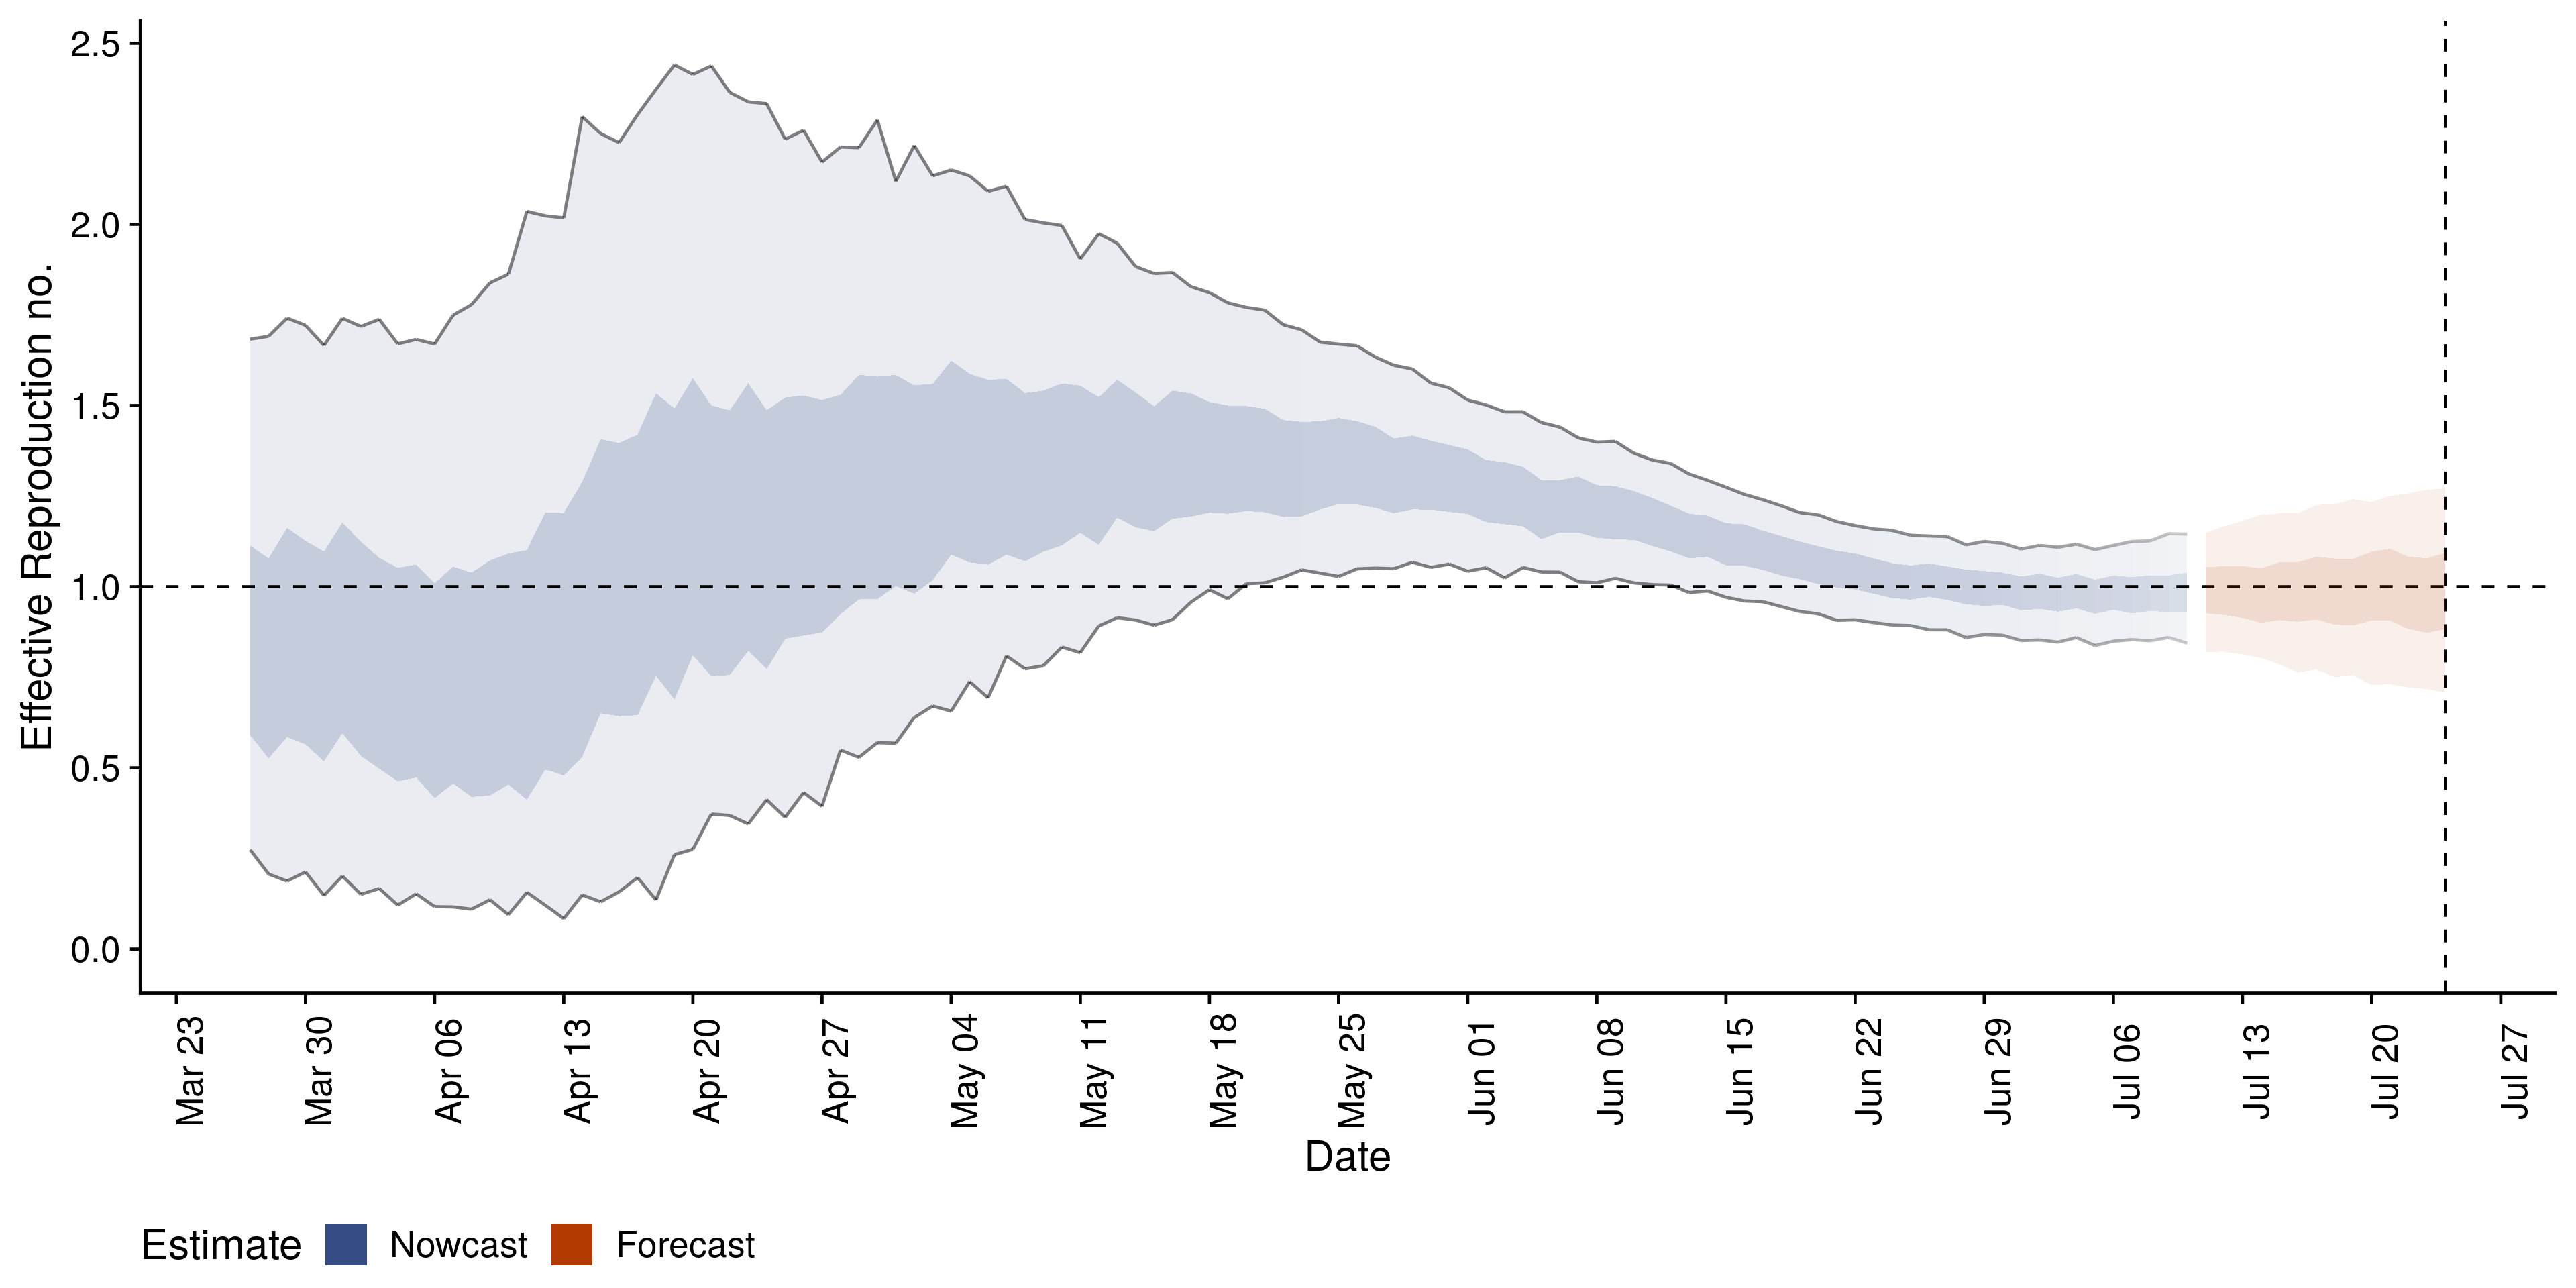 Effective Reproduction no.
2.5
2.0
1.5
1.0
0.5
0.0
Mar 23
Mar 30
Apr 06
Apr 13
Apr 20
Apr 27
May 04
May 11
May 18
May 25
Jun 01
Jun 08
Jun 15
Jun 22
Jun 29
Jul 06
Jul 13
Jul 20
Jul 27
Date
Estimate Nowcast Forecast